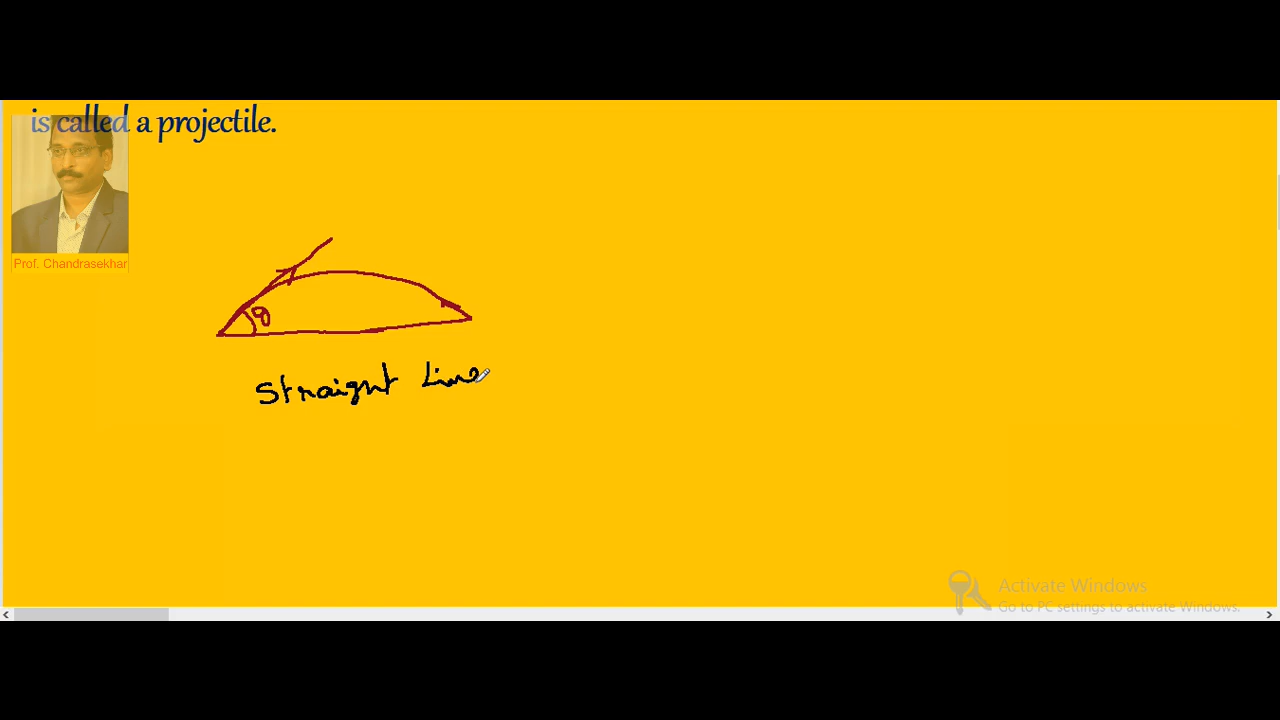 is called a projectile.
Prof. Chandrasekhar
θ
Straight Line
Activate Windows
Go to PC settings to activate Windows.